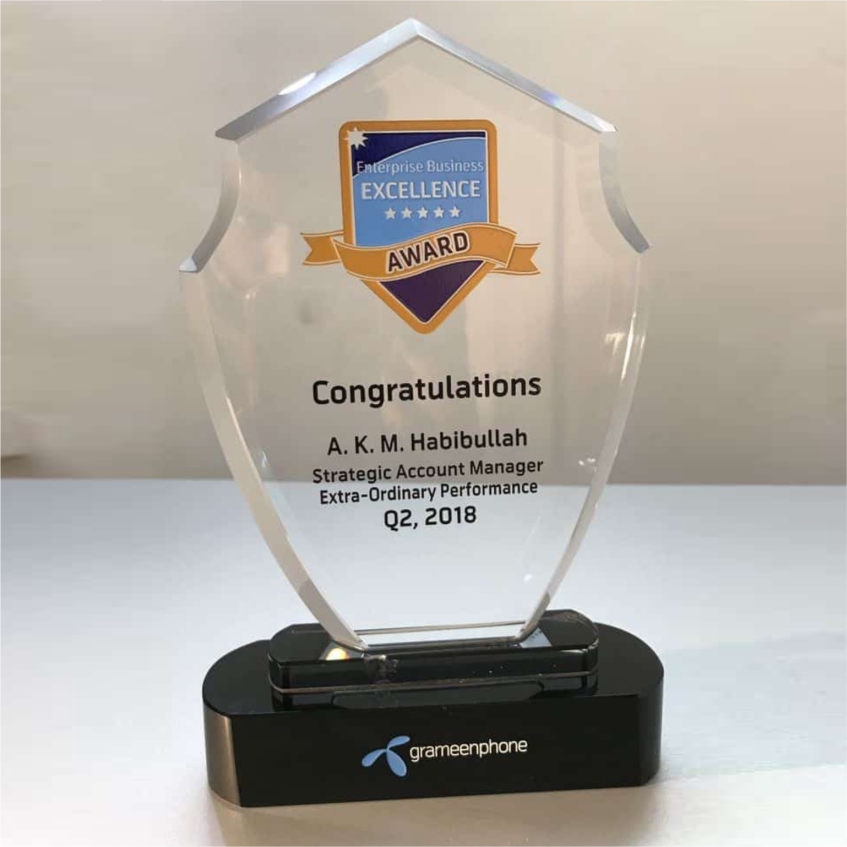 Enterprise Business
EXCELLENCE
AWARD
Congratulations
A. K. M. Habibullah
Strategic Account Manager
Extra-Ordinary Performance
Q2, 2018
grameenphone